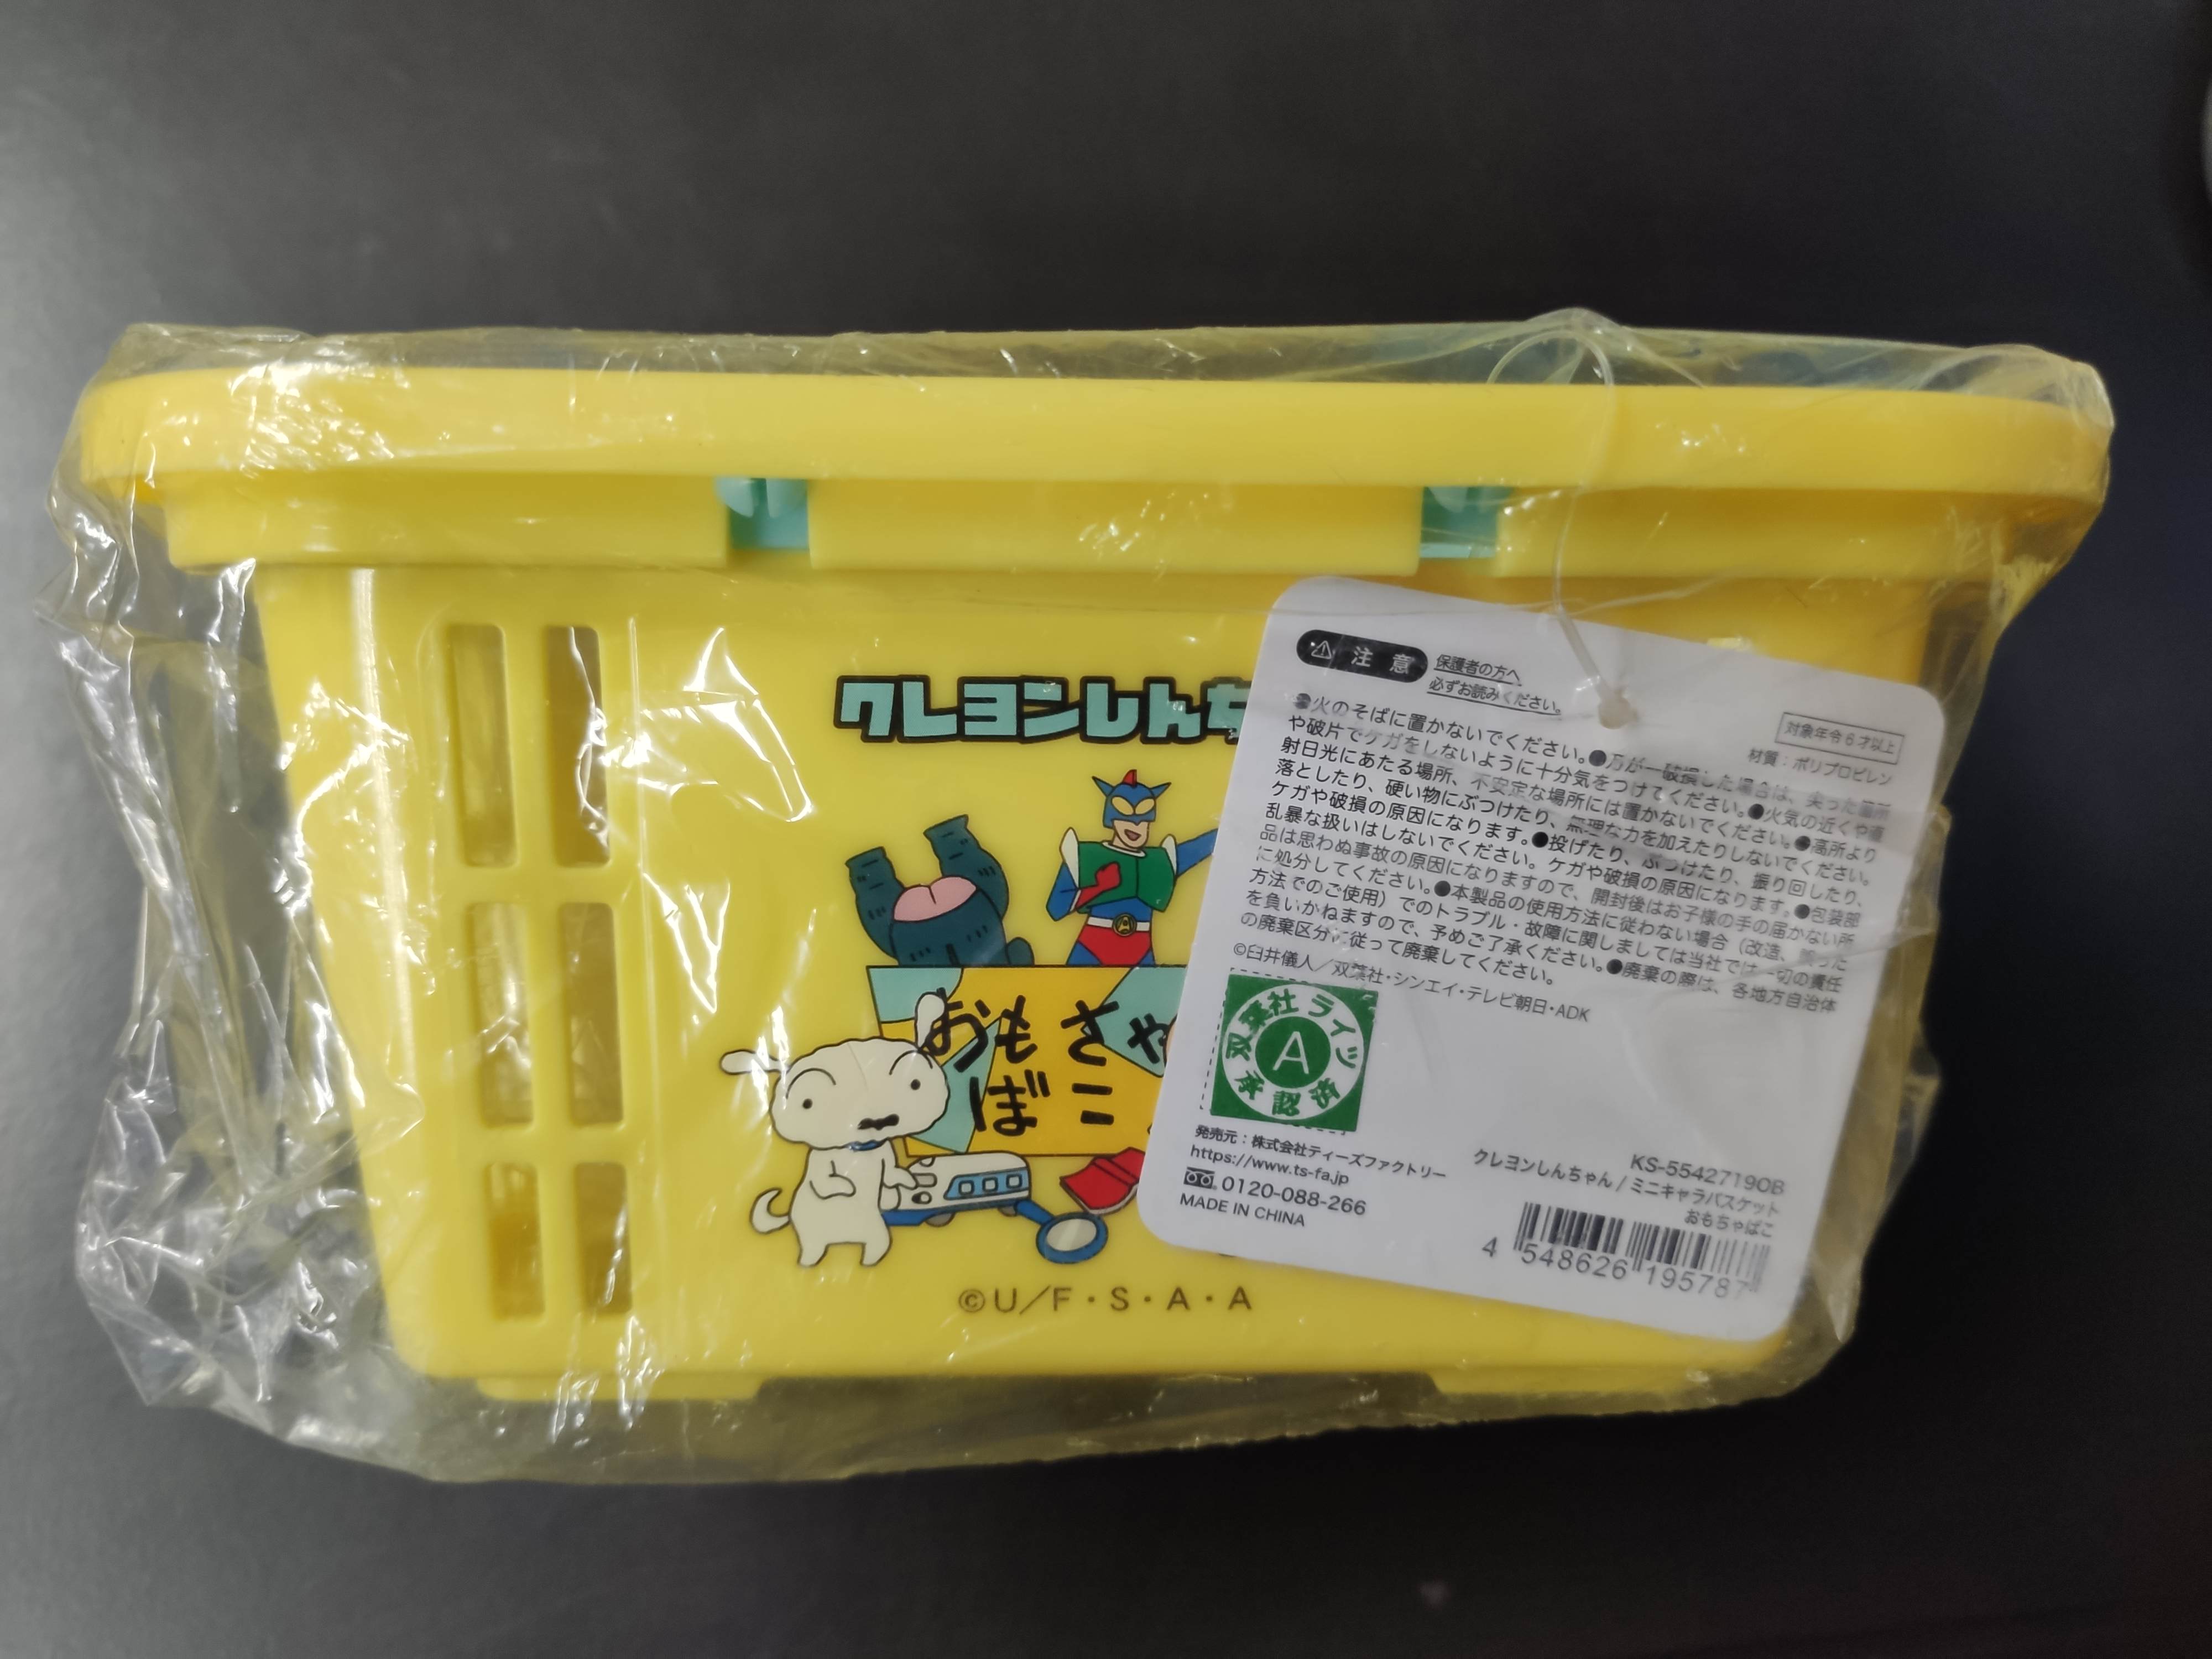 クレヨンしんち
おもさや
ばこ
©U/F・S・A・A
注意
保護者の方へ
必ずお読みください。
対象年令6才以上
材質：ポリプロピレン
●火のそばに置かないでください。●万が一破損した場合は、尖った箇所
や破片でケガをしないように十分気をつけてください。●火気の近くや直
射日光にあたる場所、不安定な場所には置かないでください。●高所より
落としたり、硬い物にぶつけたり、無理な力を加えたりしないでください。
ケガや破損の原因になります。●投げたり、ぶつけたり、振り回したり、
乱暴な扱いはしないでください。ケガや破損の原因になります。●包装部
品は思わぬ事故の原因になりますので、開封後はお子様の手の届かない所
に処分してください。●本製品の使用方法に従わない場合（改造、誤った
方法でのご使用）でのトラブル・故障に関しましては当社では一切の責任
を負いかねますので、予めご了承ください。●廃棄の際は、各地方自治体
の廃棄区分に従って廃棄してください。
©臼井儀人／双葉社・シンエイ・テレビ朝日・ADK
双葉社ライツ
A
承認済
発売元：株式会社ティーズファクトリー
https://www.ts-fa.jp
0120-088-266
MADE IN CHINA
KS-5542719OB
クレヨンしんちゃん/ミニキャラバスケット
おもちゃばこ
4 548626 195787